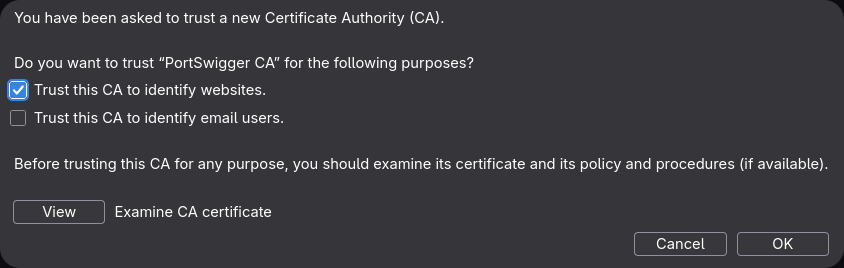 You have been asked to trust a new Certificate Authority (CA).
Do you want to trust “PortSwigger CA” for the following purposes?
Trust this CA to identify websites.
Trust this CA to identify email users.
Before trusting this CA for any purpose, you should examine its certificate and its policy and procedures (if available).
View Examine CA certificate
Cancel OK